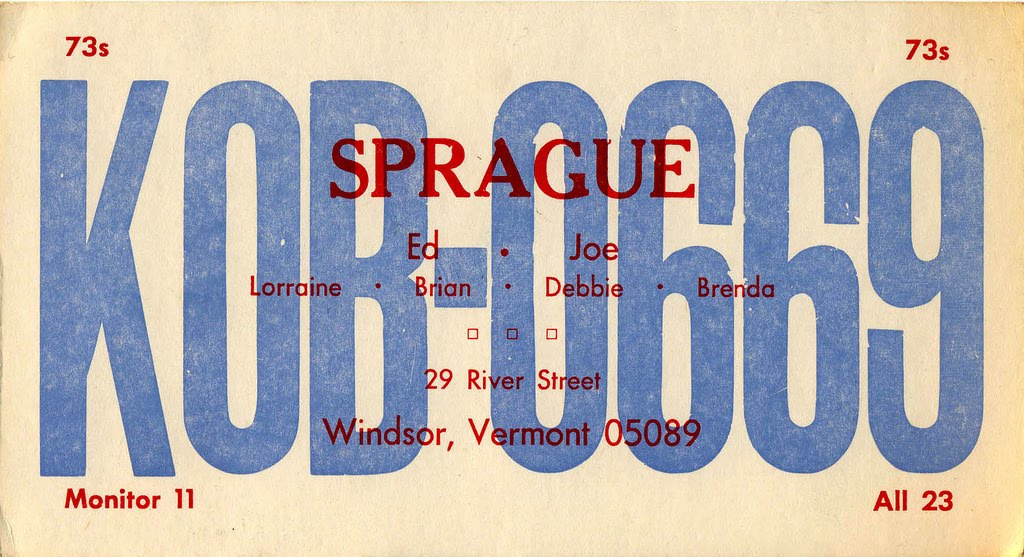 73s 73s
KOB-0669
SPRAGUE
Ed · Joe
Lorraine · Brian · Debbie · Brenda
29 River Street
Windsor, Vermont 05089
Monitor 11 All 23